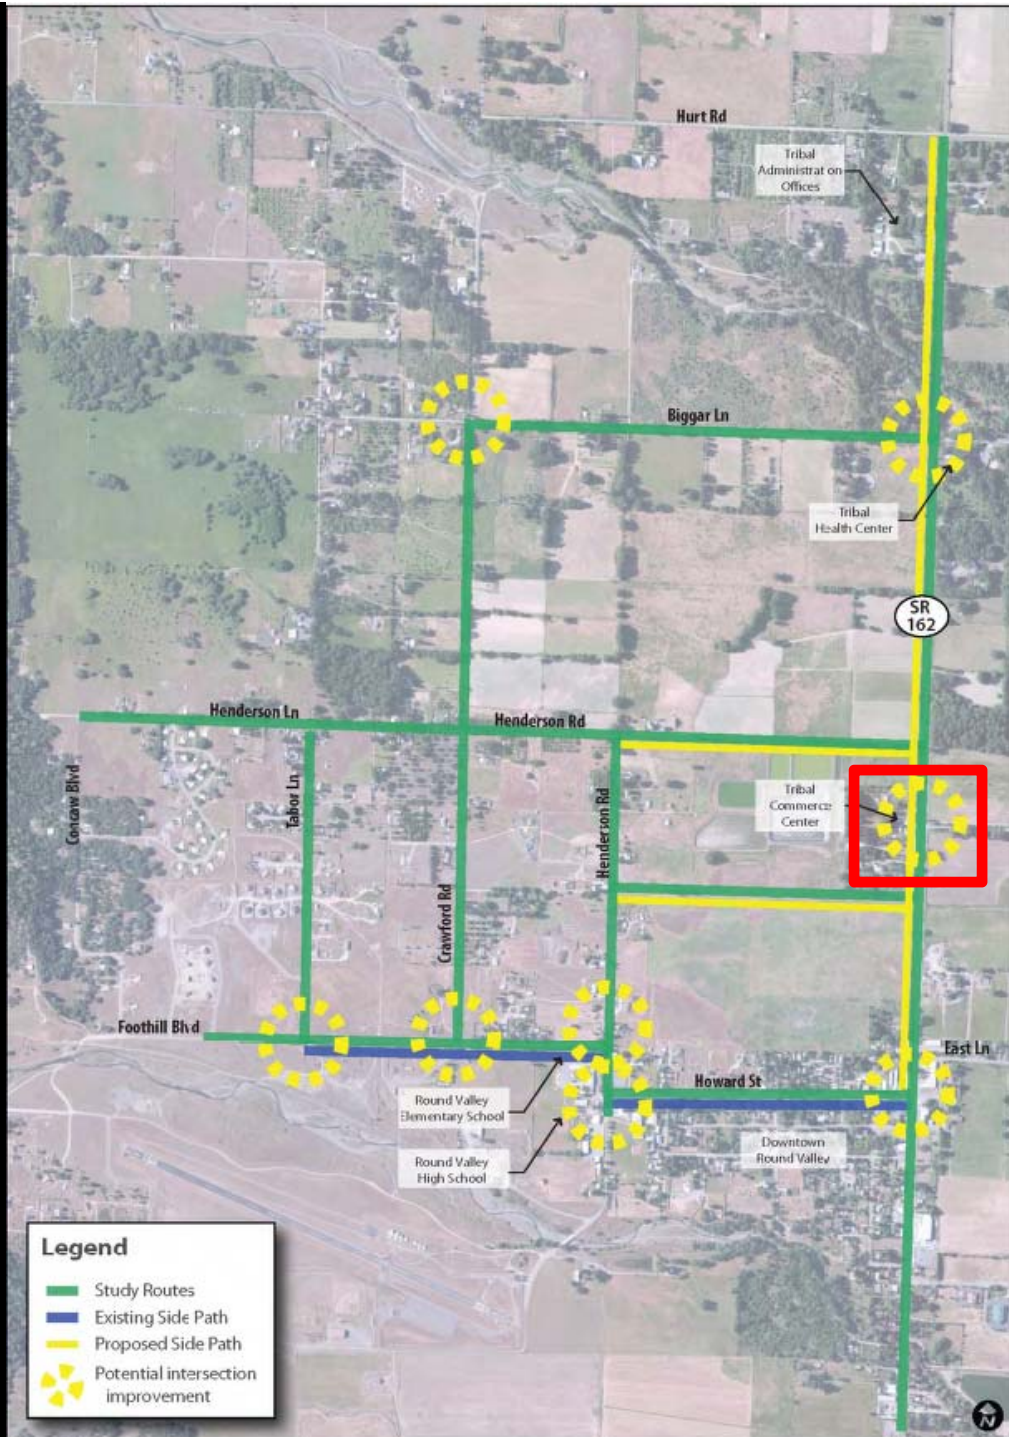 Hurt Rd
Tribal
Administration
Offices
Biggar Ln
Tribal
Health Center
SR
162
Henderson Ln
Henderson Rd
Concaw Blvd
Tabor Ln
Crawford Rd
Henderson Rd
Tribal
Commerce
Center
Foothill Blvd
East Ln
Howard St
Round Valley
Elementary School
Round Valley
High School
Downtown
Round Valley
Legend
Study Routes
Existing Side Path
Proposed Side Path
Potential intersection
improvement
N